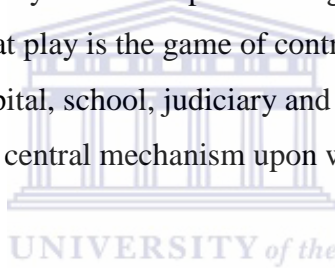 at play is the game of contr
pital, school, judiciary and
central mechanism upon
UNIVERSITY of the